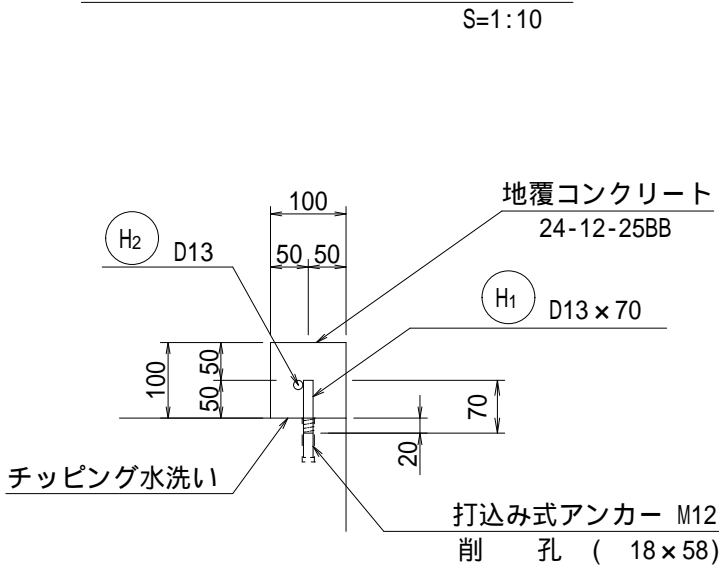 S=1:10
地覆コンクリート
24-12-25BB
100
50 50
H2 D13
H1 D13×70
100
50
50
70
20
チッピング水洗い
打込み式アンカー M12
削 孔 ( 18×58)